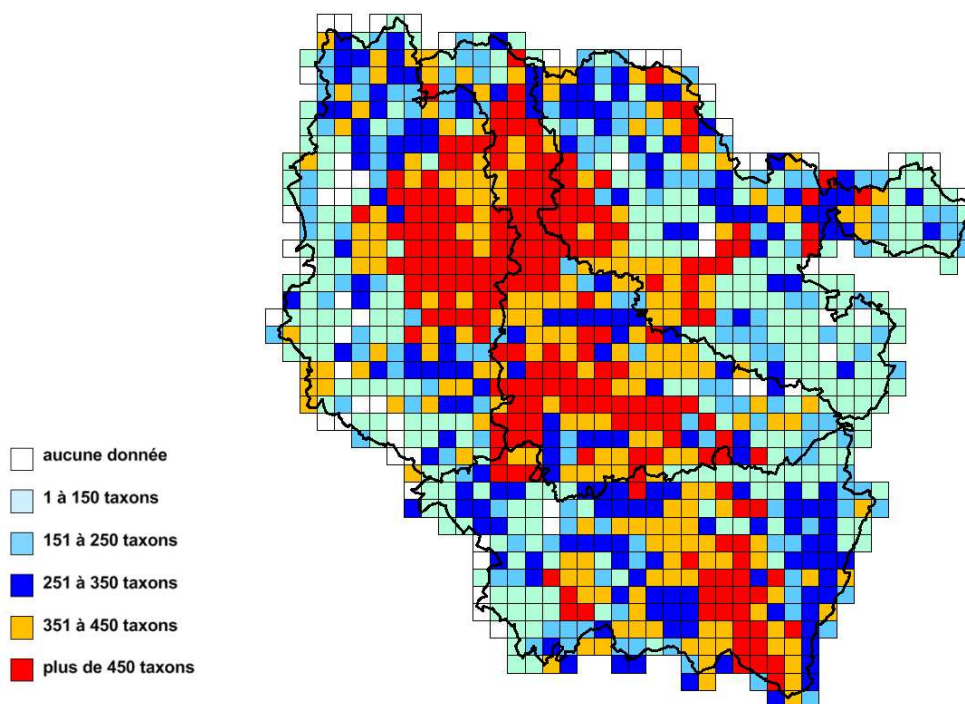 aucune donnée
1 à 150 taxons
151 à 250 taxons
251 à 350 taxons
351 à 450 taxons
plus de 450 taxons